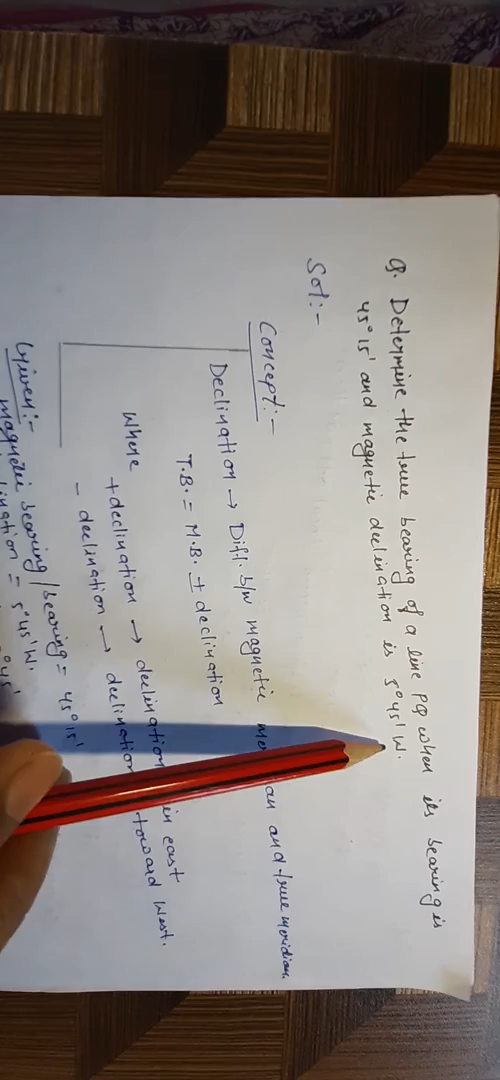 Q. Determine the true bearing of a line PQ when its bearing is
45°15' and magnetic declination is 5°45'W.
Sol:-
Concept:-
Declination → Diff. b/w magnetic and true meridian.
T.B. = M.B. ± declination
Where
+declination → declination in east
- declination → declination toward West.
Given:-
magnetic bearing/bearing = 45°15'
= 5°45'W.